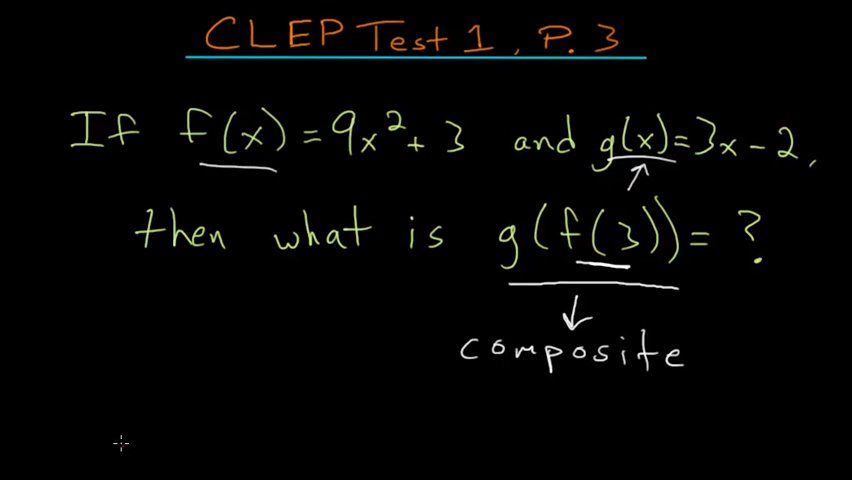 CLEP Test 1, P. 3
If f(x) = 9x² + 3 and g(x) = 3x - 2,
then what is g(f(3)) = ?
composite